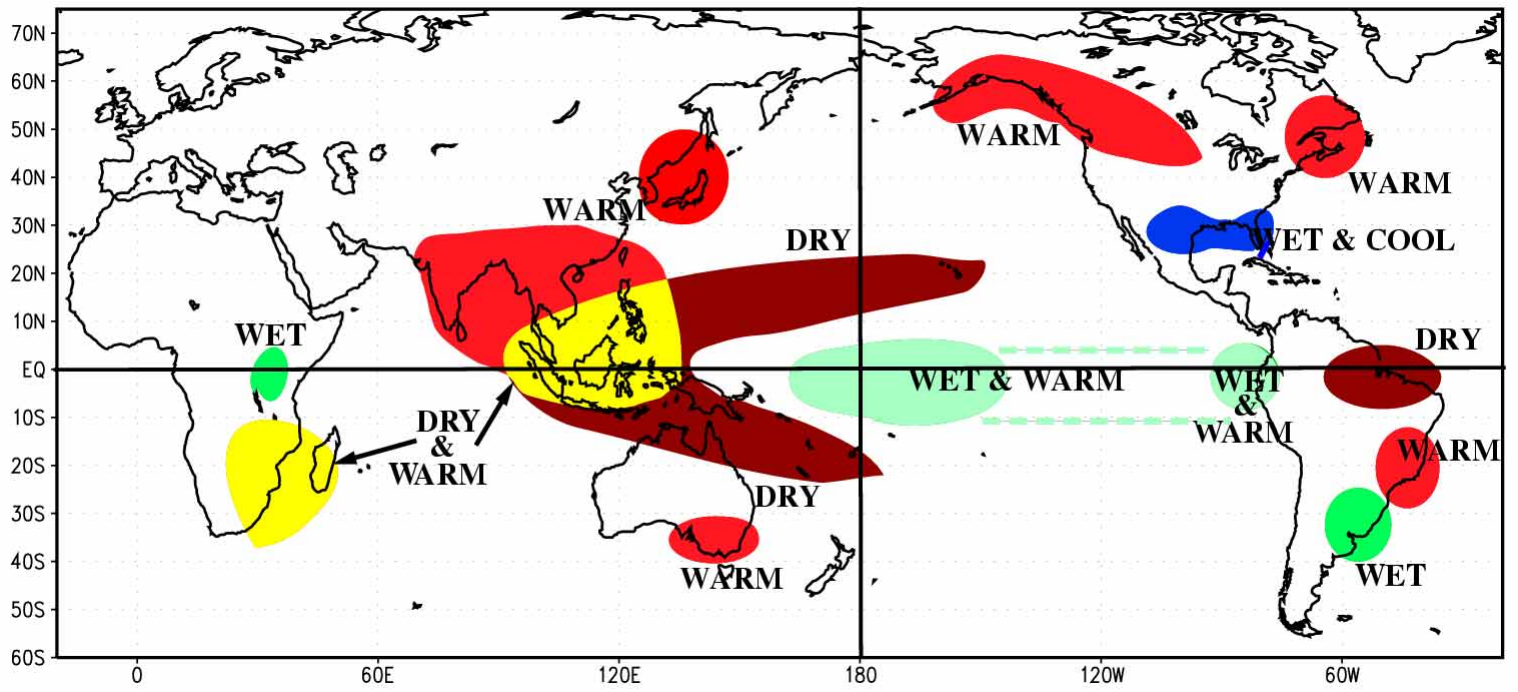 70N
60N
WARM
50N
WARM
40N
WARM
30N
DRY
WET & COOL
20N
10N
WET
DRY
EQ
WET & WARM
WET
&
WARM
10S
DRY
&
WARM
WARM
20S
DRY
30S
40S
WARM
WET
50S
60S
0
60E
120E
180
120W
60W